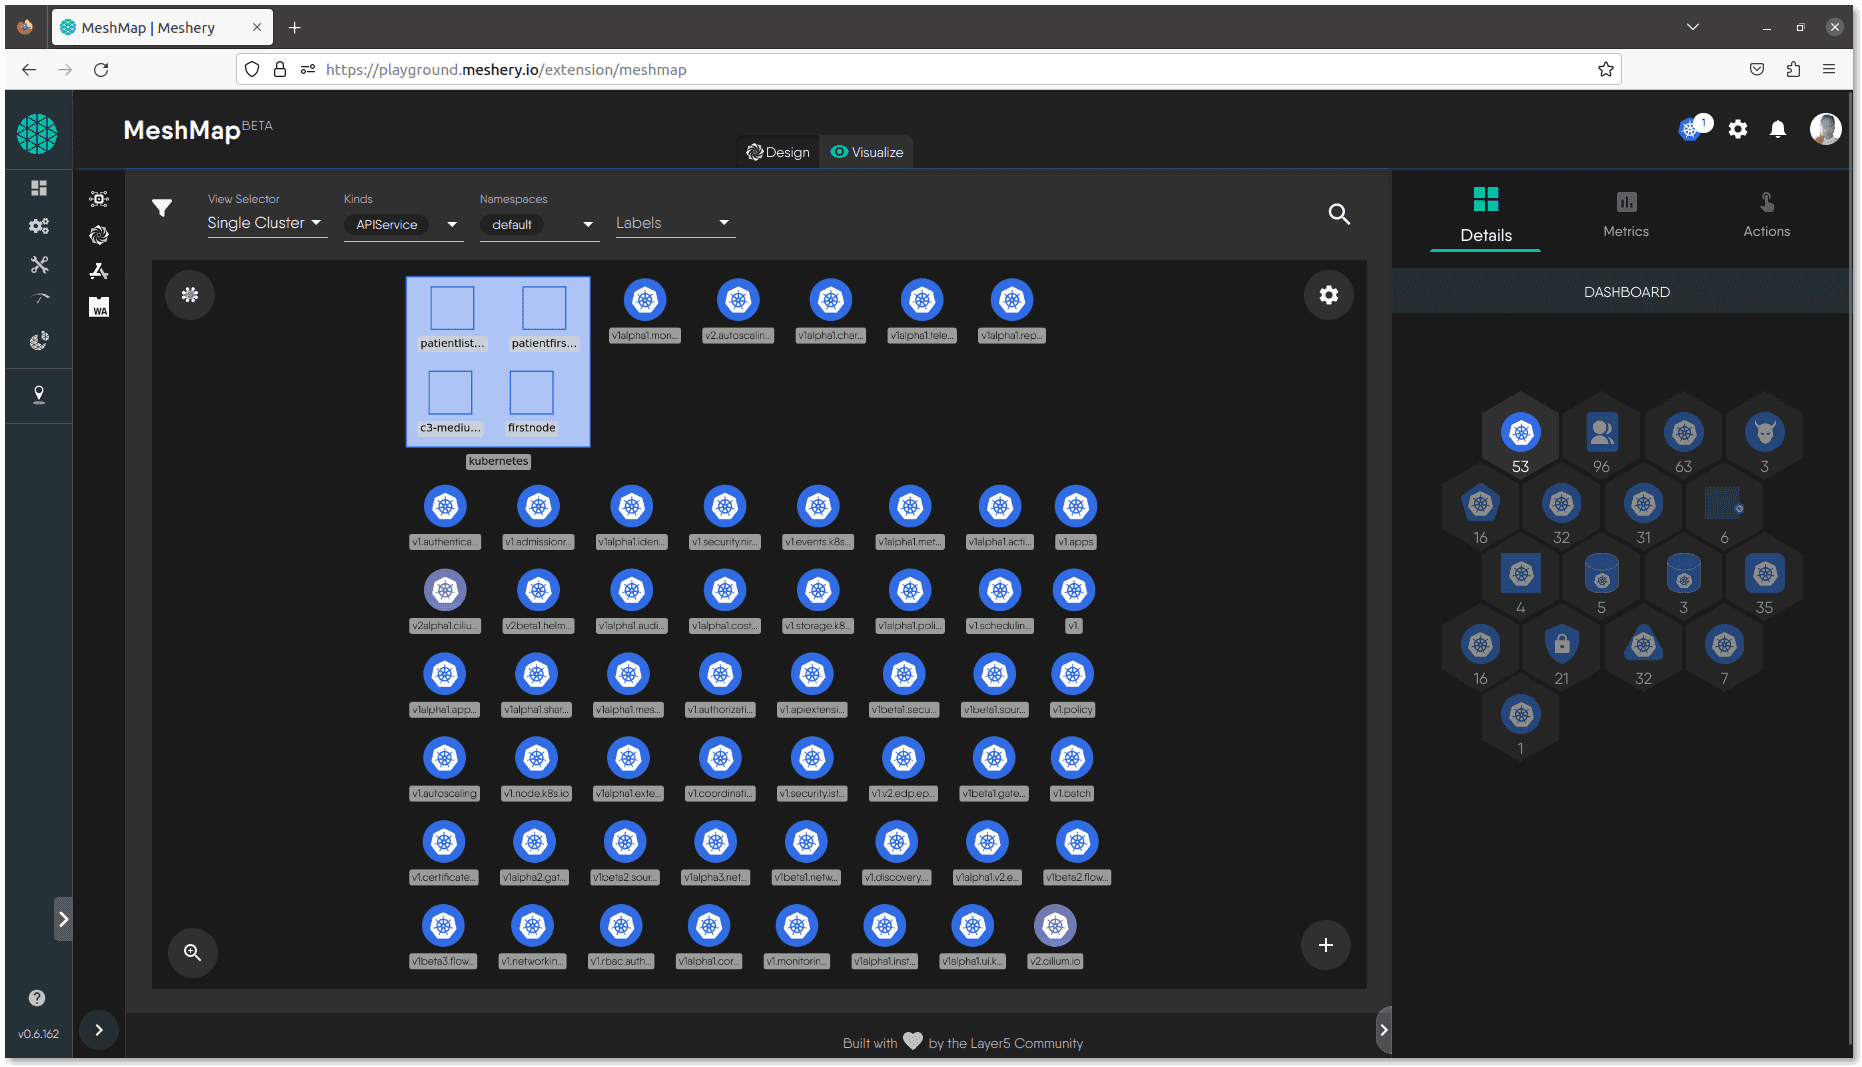 MeshMap | Meshery
https://playground.meshery.io/extension/meshmap
MeshMap BETA
1
Design
Visualize
View Selector
Single Cluster
Kinds
APIService
Namespaces
default
Labels
Details
Metrics
Actions
DASHBOARD
WA
patientlist...
patientfirs...
c3-mediu...
firstnode
kubernetes
v1alpha1.mon...
v2.autoscalin...
v1alpha1.char...
v1alpha1.tele...
v1alpha1.rep...
v1.authentica...
v1.admissionr...
v1alpha1.iden...
v1.security.nir...
v1.events.k8s...
v1alpha1.met...
v1alpha1.acti...
v1.apps
v2alpha1.ciliu...
v2beta1.helm...
v1alpha1.audi...
v1alpha1.cost...
v1.storage.k8...
v1alpha1.poli...
v1.schedulin...
v1.
v1alpha1.app...
v1alpha1.shar...
v1alpha1.mes...
v1.authorizati...
v1.apiextensi...
v1beta1.secu...
v1beta1.sour...
v1.policy
v1.autoscaling
v1.node.k8s.io
v1alpha1.exte...
v1.coordinati...
v1.security.ist...
v1.v2.edp.ep...
v1beta1.gate...
v1.batch
v1.certificate...
v1alpha2.gat...
v1beta2.sour...
v1alpha3.net...
v1beta1.netw...
v1.discovery....
v1alpha1.v2.e...
v1beta2.flow...
v1beta3.flow...
v1.networkin...
v1.rbac.auth...
v1alpha1.cor...
v1.monitorin...
v1alpha1.inst...
v1alpha1.ui.k...
v2.cilium.io
53
96
63
3
16
32
31
6
4
5
3
35
16
21
32
7
1
v0.6.162
Built with
by the Layer5 Community